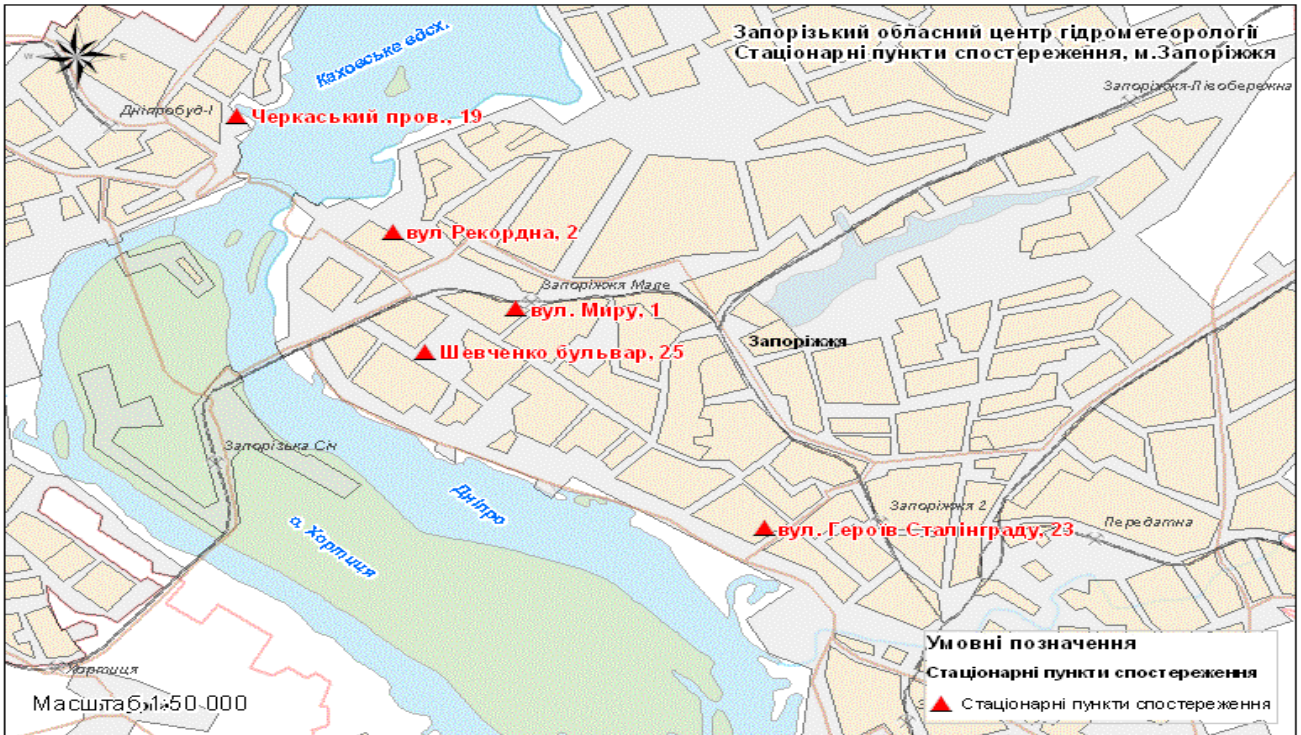 Запорізький обласний центр гідрометеорології
Стаціонарні пункти спостереження, м.Запоріжжя
Каховське вдсх.
W
E
Запоріжжя-Лівобережна
Дніпробуд-І
Черкаський пров., 19
вул Рекордна, 2
Запоріжжя Мале
вул. Миру, 1
Запоріжжя
Шевченко бульвар, 25
Запорізька Січ
Дніпро
о. Хортиця
Запоріжжя 2
Передатна
вул. Героїв Сталінграду, 23
Умовні позначення
Стаціонарні пункти спостереження
Стаціонарні пункти спостереження
Хортиця
Масштаб 1:50 000